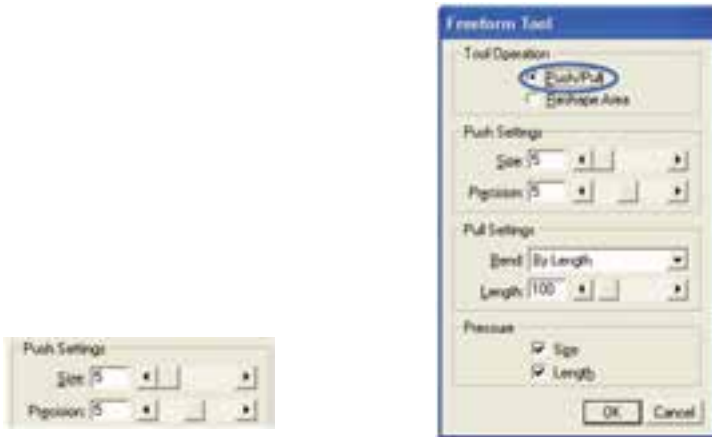 Freeform Tool
Tool Operation
Push/Pull
Reshape Area
Push Settings
Size: 5
Precision: 5
Pull Settings
Bend: By Length
Length: 100
Pressure
Size
Length
OK Cancel
Push Settings
Size: 5
Precision: 5